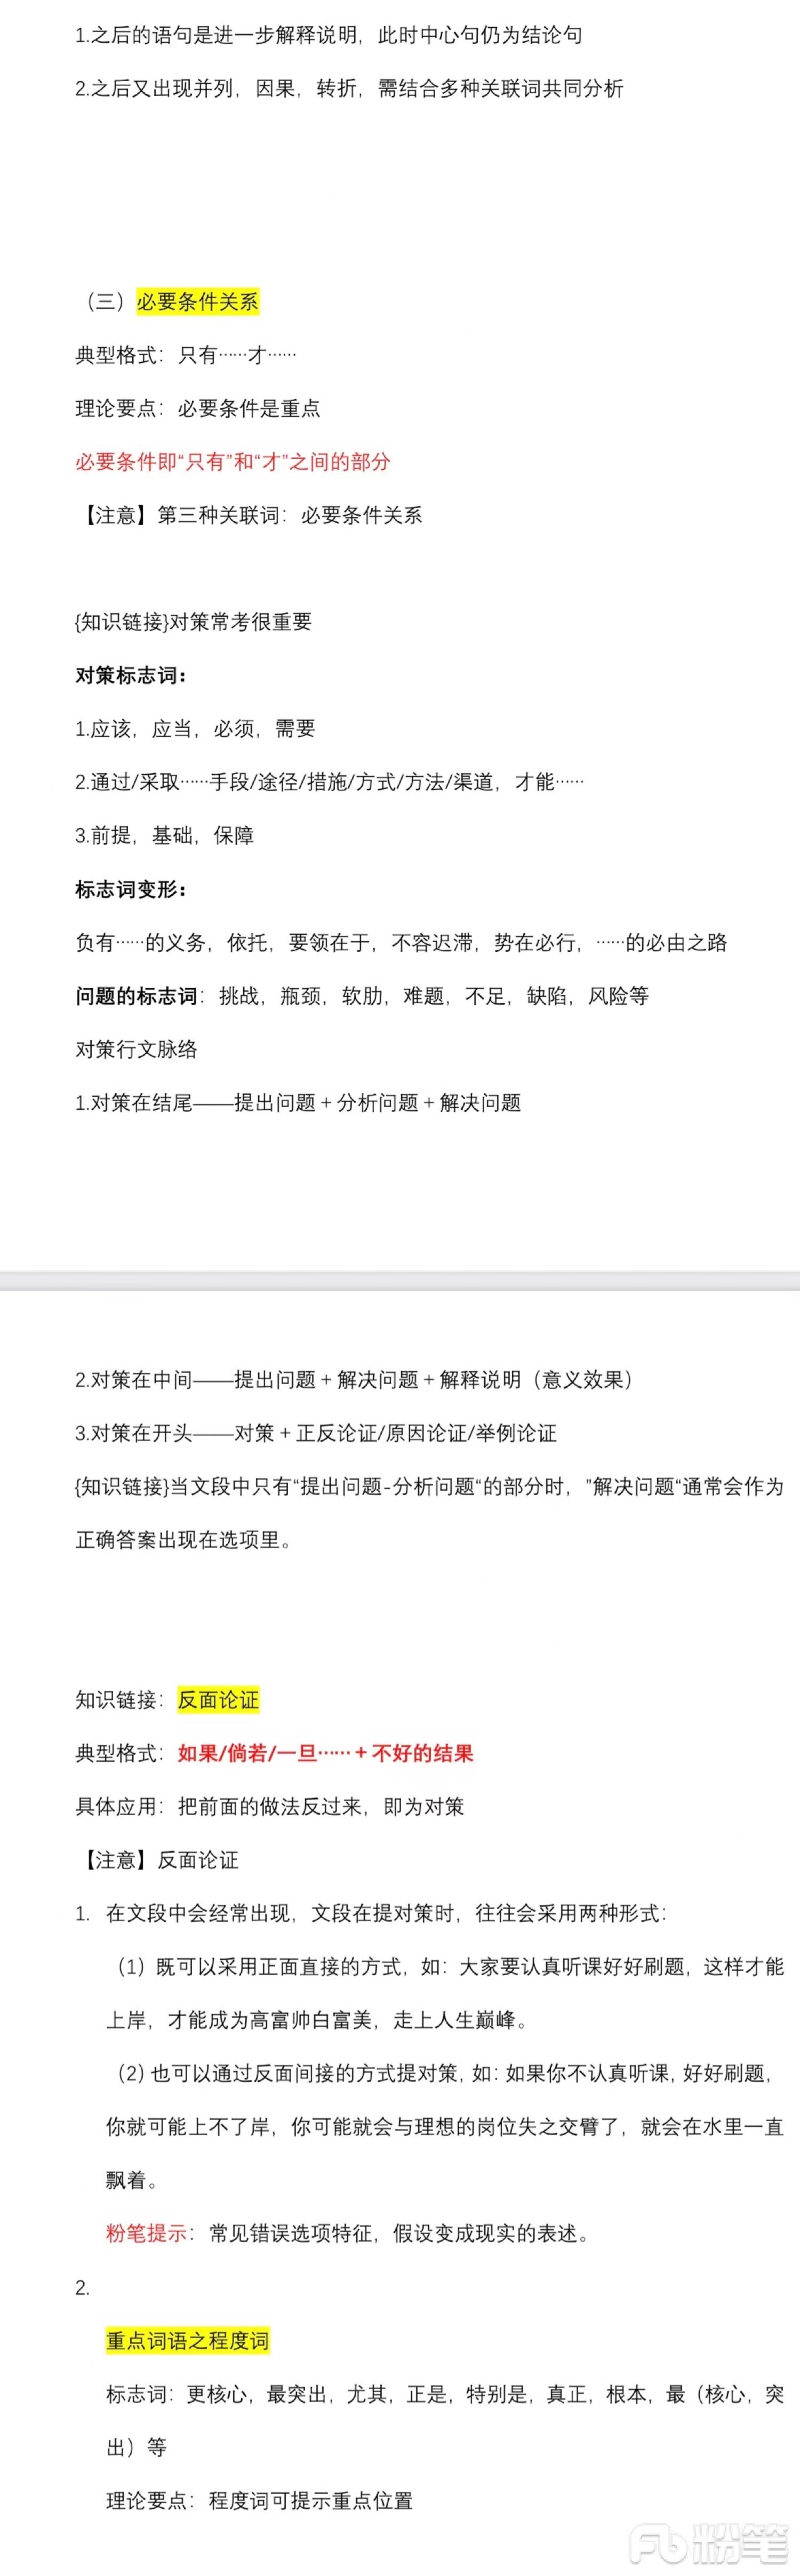 1.之后的语句是进一步解释说明，此时中心句仍为结论句
2.之后又出现并列，因果，转折，需结合多种关联词共同分析
（三）必要条件关系
典型格式：只有……才……
理论要点：必要条件是重点
必要条件即“只有”和“才”之间的部分
【注意】第三种关联词：必要条件关系
{知识链接}对策常考很重要
对策标志词：
1.应该，应当，必须，需要
2.通过/采取……手段/途径/措施/方式/方法/渠道，才能……
3.前提，基础，保障
标志词变形：
负有……的义务，依托，要领在于，不容迟滞，势在必行，……的必由之路
问题的标志词：挑战，瓶颈，软肋，难题，不足，缺陷，风险等
对策行文脉络
1.对策在结尾——提出问题+分析问题+解决问题
2.对策在中间——提出问题+解决问题+解释说明（意义效果）
3.对策在开头——对策+正反论证/原因论证/举例论证
{知识链接}当文段中只有“提出问题-分析问题“的部分时，”解决问题“通常会作为
正确答案出现在选项里。
知识链接：反面论证
典型格式：如果/倘若/一旦……+不好的结果
具体应用：把前面的做法反过来，即为对策
【注意】反面论证
1. 在文段中会经常出现，文段在提对策时，往往会采用两种形式：
（1）既可以采用正面直接的方式，如：大家要认真听课好好刷题，这样才能
上岸，才能成为高富帅白富美，走上人生巅峰。
（2)也可以通过反面间接的方式提对策,如:如果你不认真听课,好好刷题，
你就可能上不了岸，你可能就会与理想的岗位失之交臂了，就会在水里一直
飘着。
粉笔提示：常见错误选项特征，假设变成现实的表述。
2.
重点词语之程度词
标志词：更核心，最突出，尤其，正是，特别是，真正，根本，最（核心，突
出）等
理论要点：程度词可提示重点位置
Fb粉笔